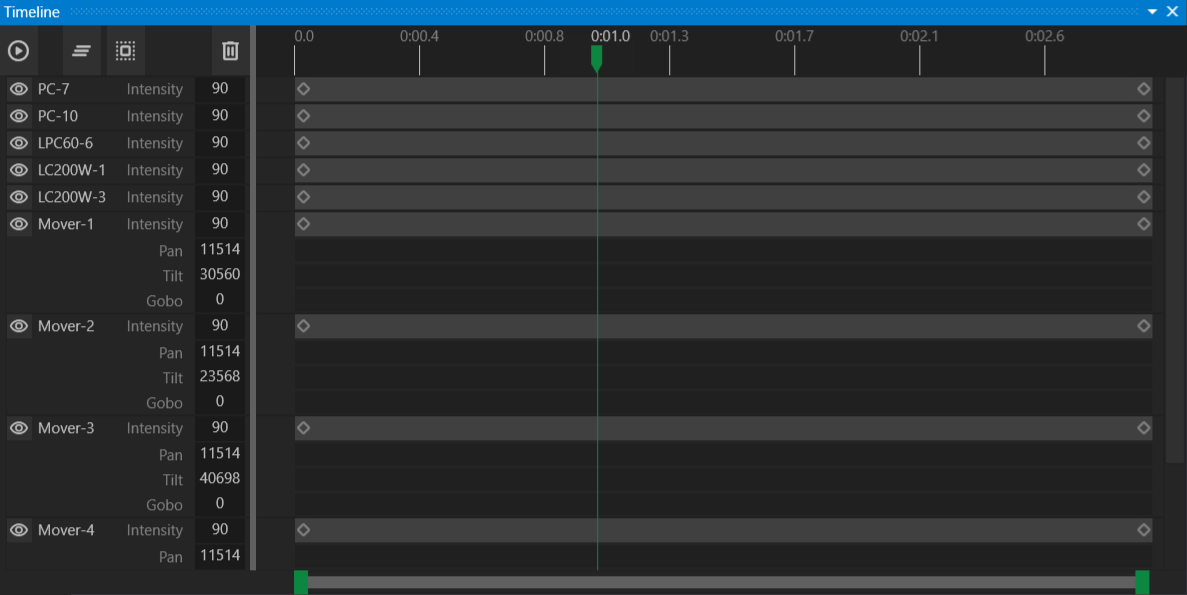 Timeline
0.0 0:00.4 0:00.8 0:01.0 0:01.3 0:01.7 0:02.1 0:02.6
PC-7 Intensity 90
PC-10 Intensity 90
LPC60-6 Intensity 90
LC200W-1 Intensity 90
LC200W-3 Intensity 90
Mover-1 Intensity 90
Pan 11514
Tilt 30560
Gobo 0
Mover-2 Intensity 90
Pan 11514
Tilt 23568
Gobo 0
Mover-3 Intensity 90
Pan 11514
Tilt 40698
Gobo 0
Mover-4 Intensity 90
Pan 11514